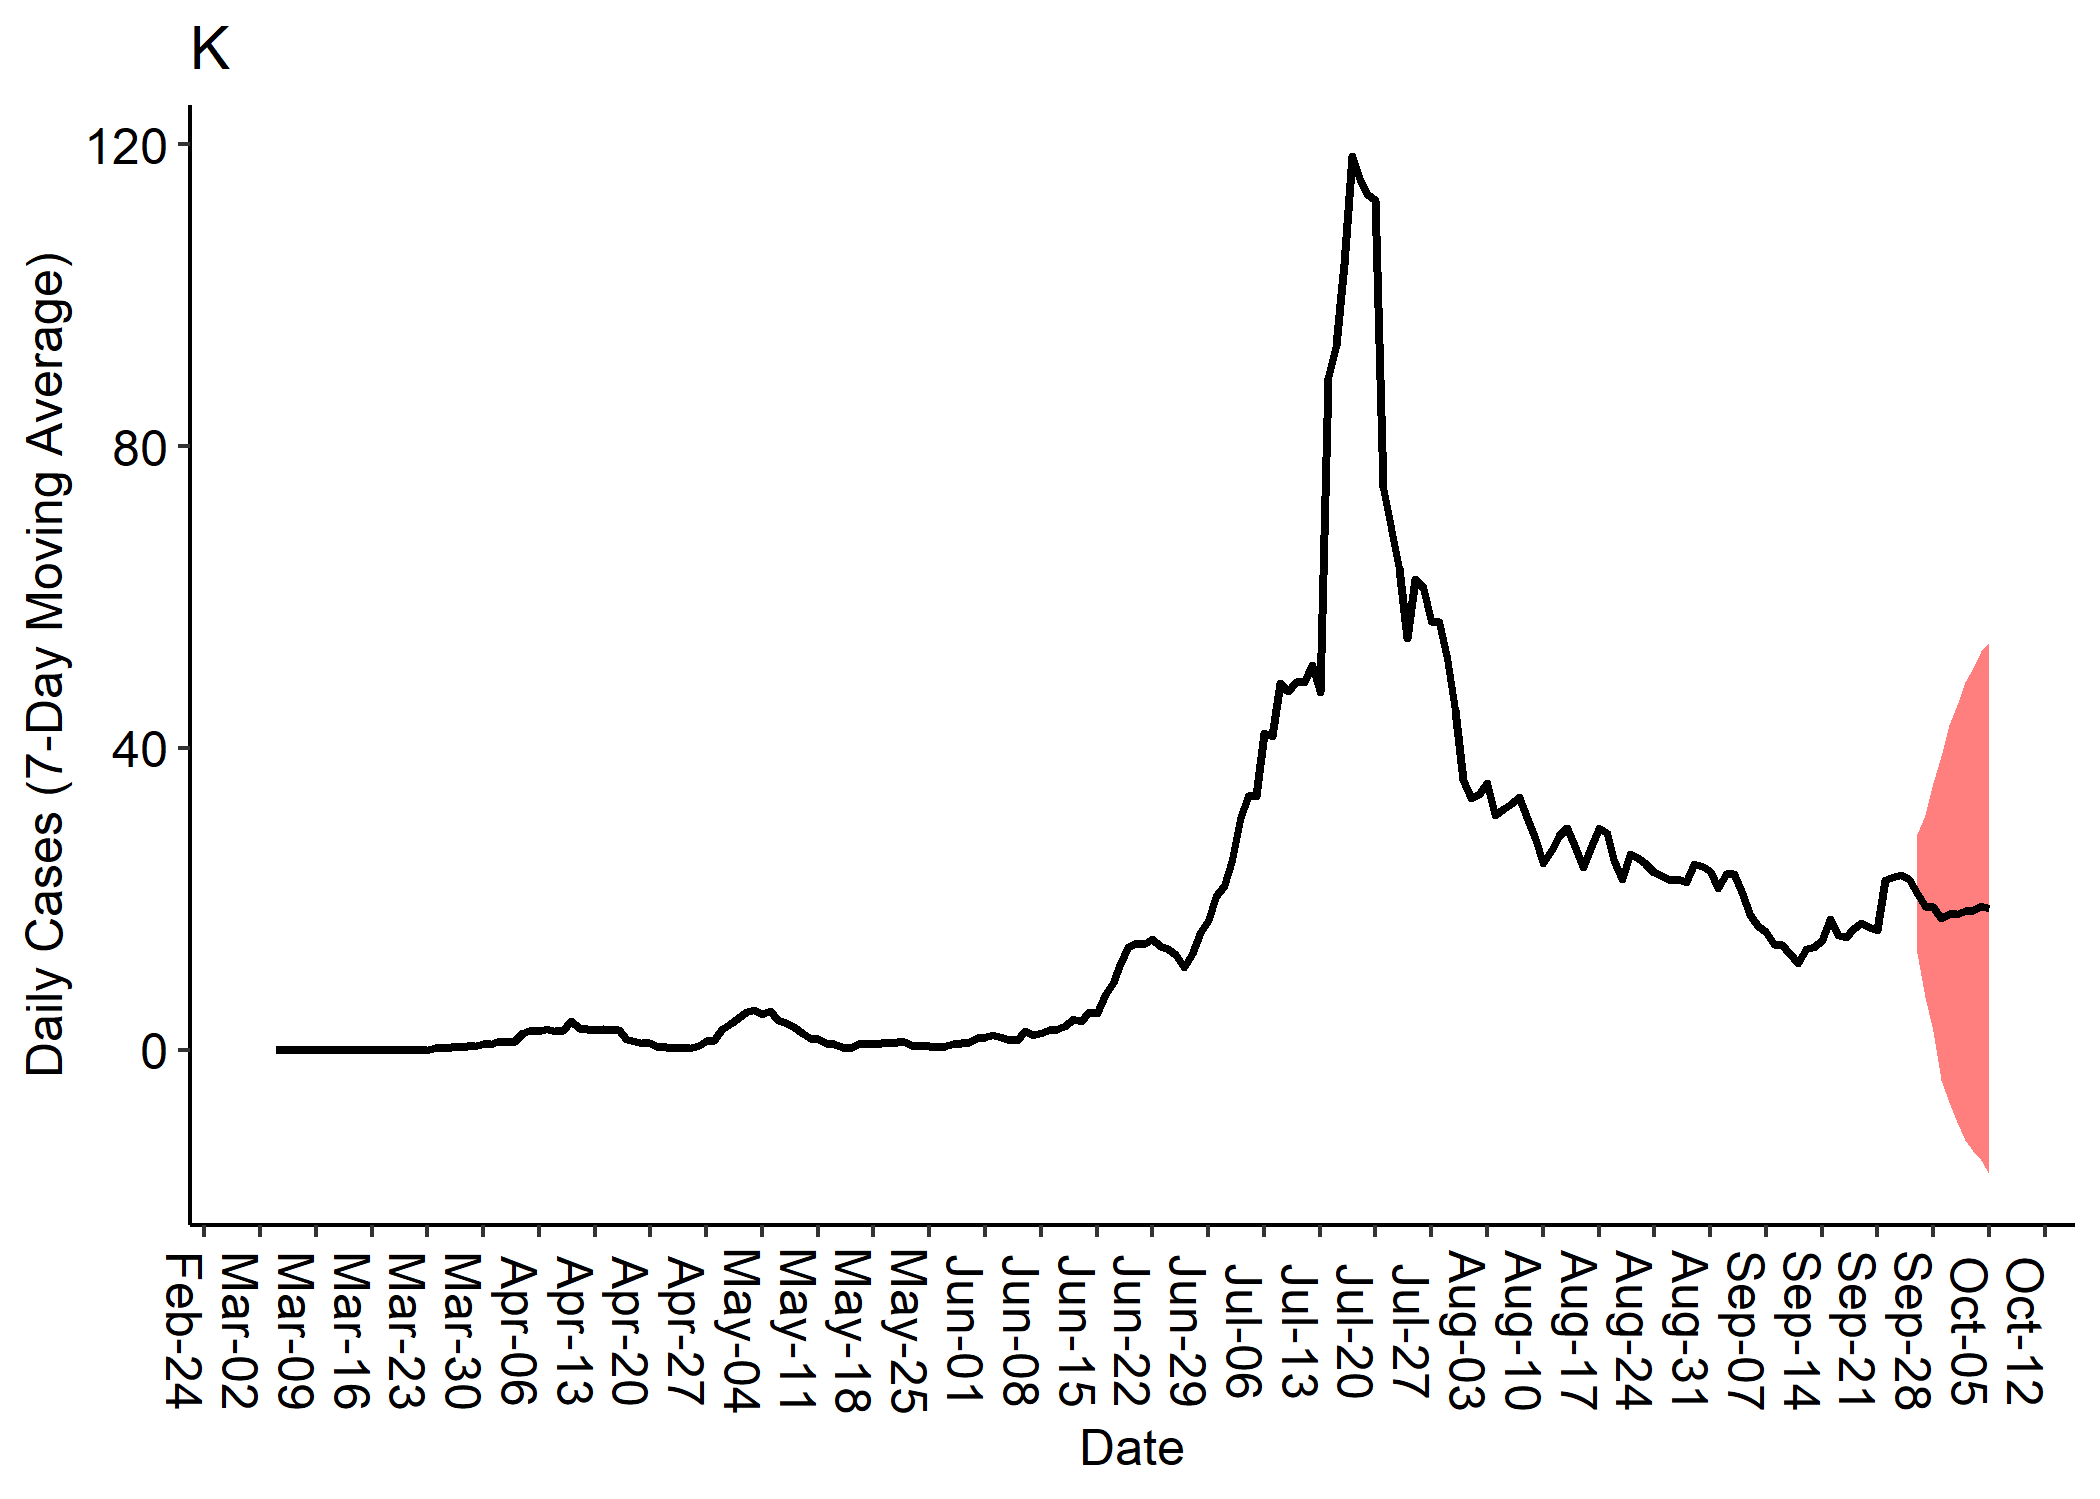 K
120
80
40
0
Daily Cases (7-Day Moving Average)
Feb-24
Mar-02
Mar-09
Mar-16
Mar-23
Mar-30
Apr-06
Apr-13
Apr-20
Apr-27
May-04
May-11
May-18
May-25
Jun-01
Jun-08
Jun-15
Jun-22
Jun-29
Jul-06
Jul-13
Jul-20
Jul-27
Aug-03
Aug-10
Aug-17
Aug-24
Aug-31
Sep-07
Sep-14
Sep-21
Sep-28
Oct-05
Oct-12
Date